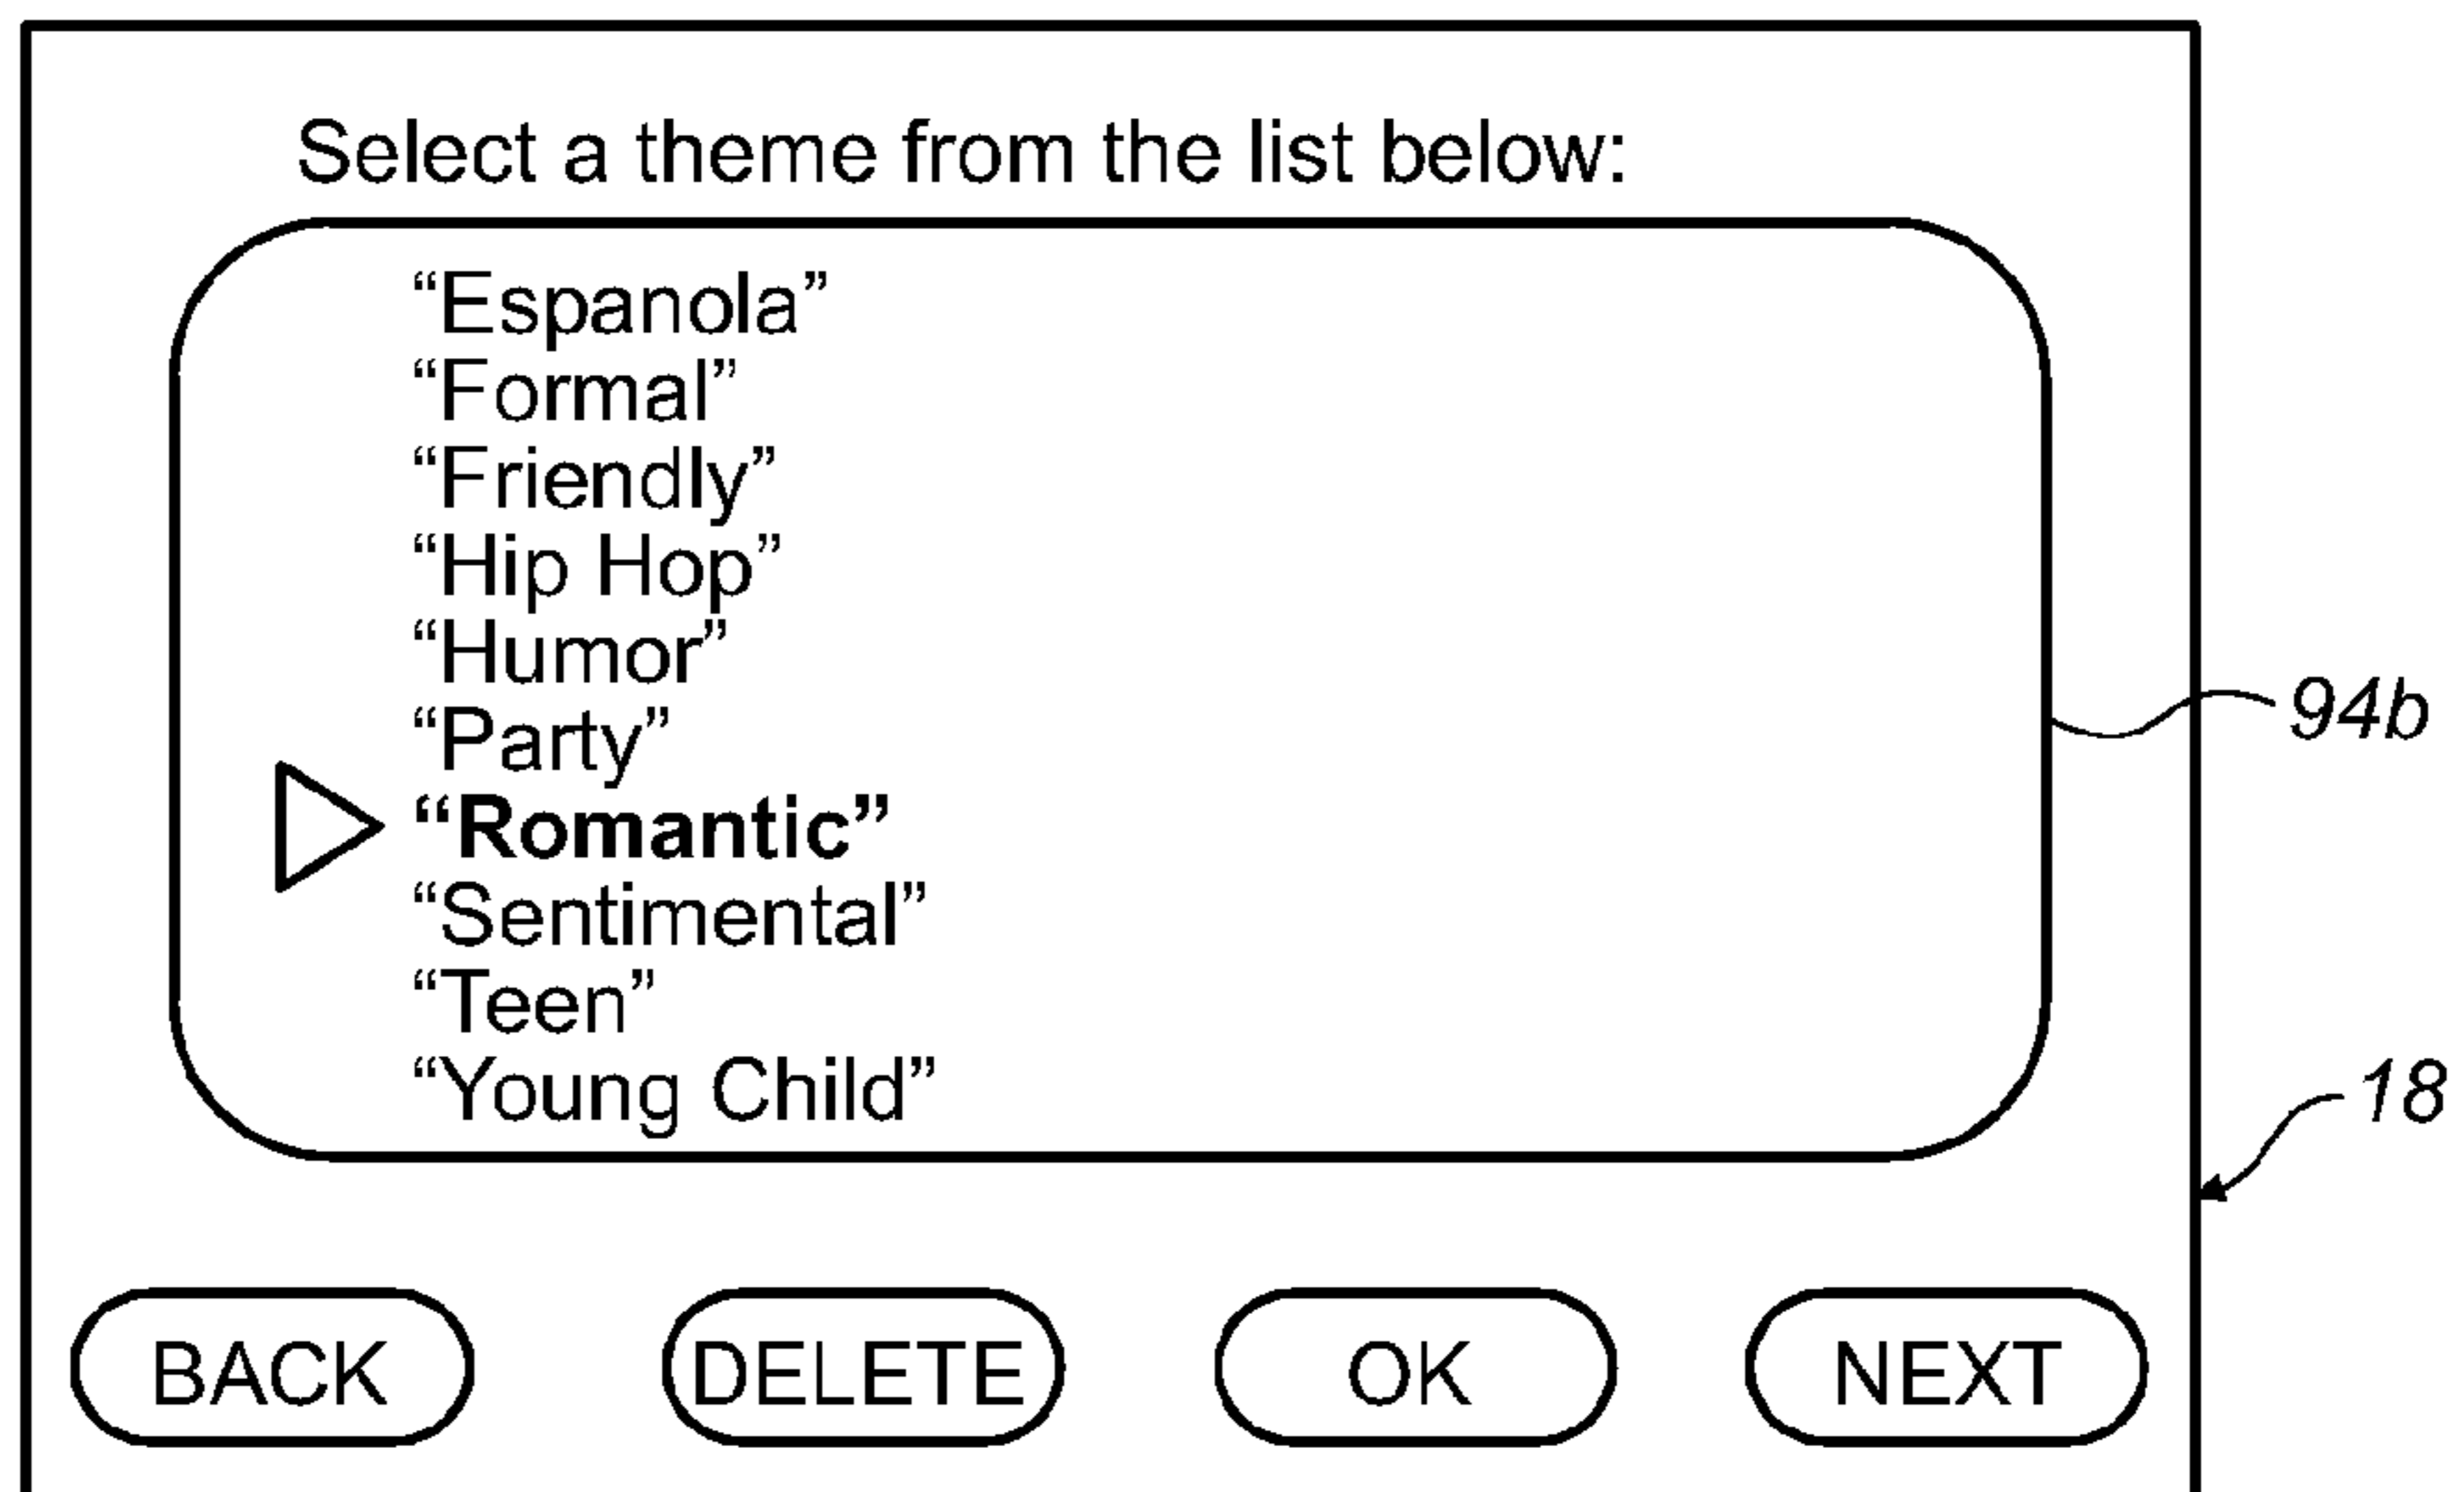 Select a theme from the list below:
“Espanola”
“Formal”
“Friendly”
“Hip Hop”
“Humor”
“Party”
“Romantic”
“Sentimental”
“Teen”
“Young Child”
94b
18
BACK DELETE OK NEXT